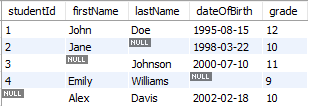 studentId firstName lastName dateOfBirth grade
1 John Doe 1995-08-15 12
2 Jane NULL 1998-03-22 10
3 NULL Johnson 2000-07-10 11
4 Emily Williams NULL 9
NULL Alex Davis 2002-02-18 10